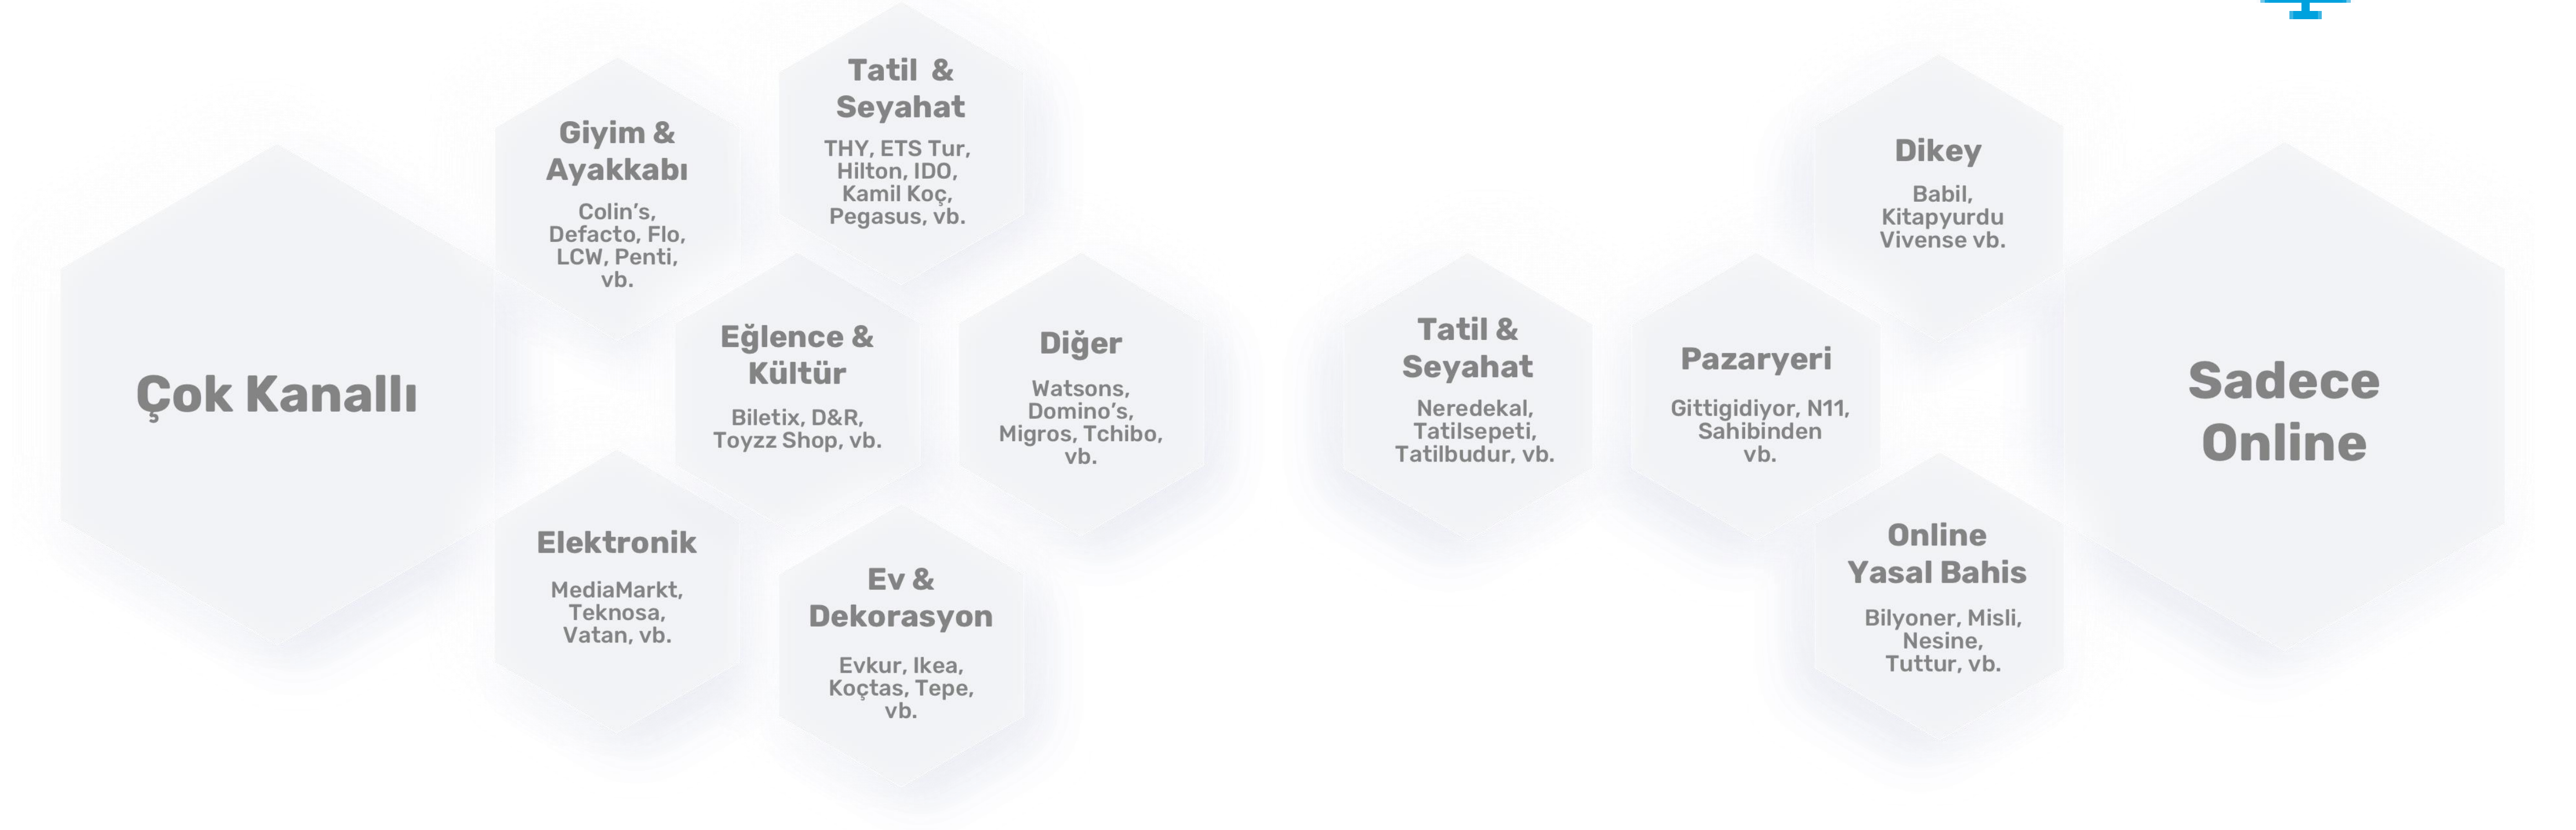 Çok Kanallı
Giyim &
Ayakkabı
Colin’s,
Defacto, Flo,
LCW, Penti,
vb.
Tatil &
Seyahat
THY, ETS Tur,
Hilton, IDO,
Kamil Koç,
Pegasus, vb.
Eğlence &
Kültür
Biletix, D&R,
Toyzz Shop, vb.
Diğer
Watsons,
Domino’s,
Migros, Tchibo,
vb.
Elektronik
MediaMarkt,
Teknosa,
Vatan, vb.
Ev &
Dekorasyon
Evkur, Ikea,
Koçtas, Tepe,
vb.
Tatil &
Seyahat
Neredekal,
Tatilsepeti,
Tatilbudur, vb.
Pazaryeri
Gittigidiyor, N11,
Sahibinden
vb.
Dikey
Babil,
Kitapyurdu
Vivense vb.
Online
Yasal Bahis
Bilyoner, Misli,
Nesine,
Tuttur, vb.
Sadece
Online